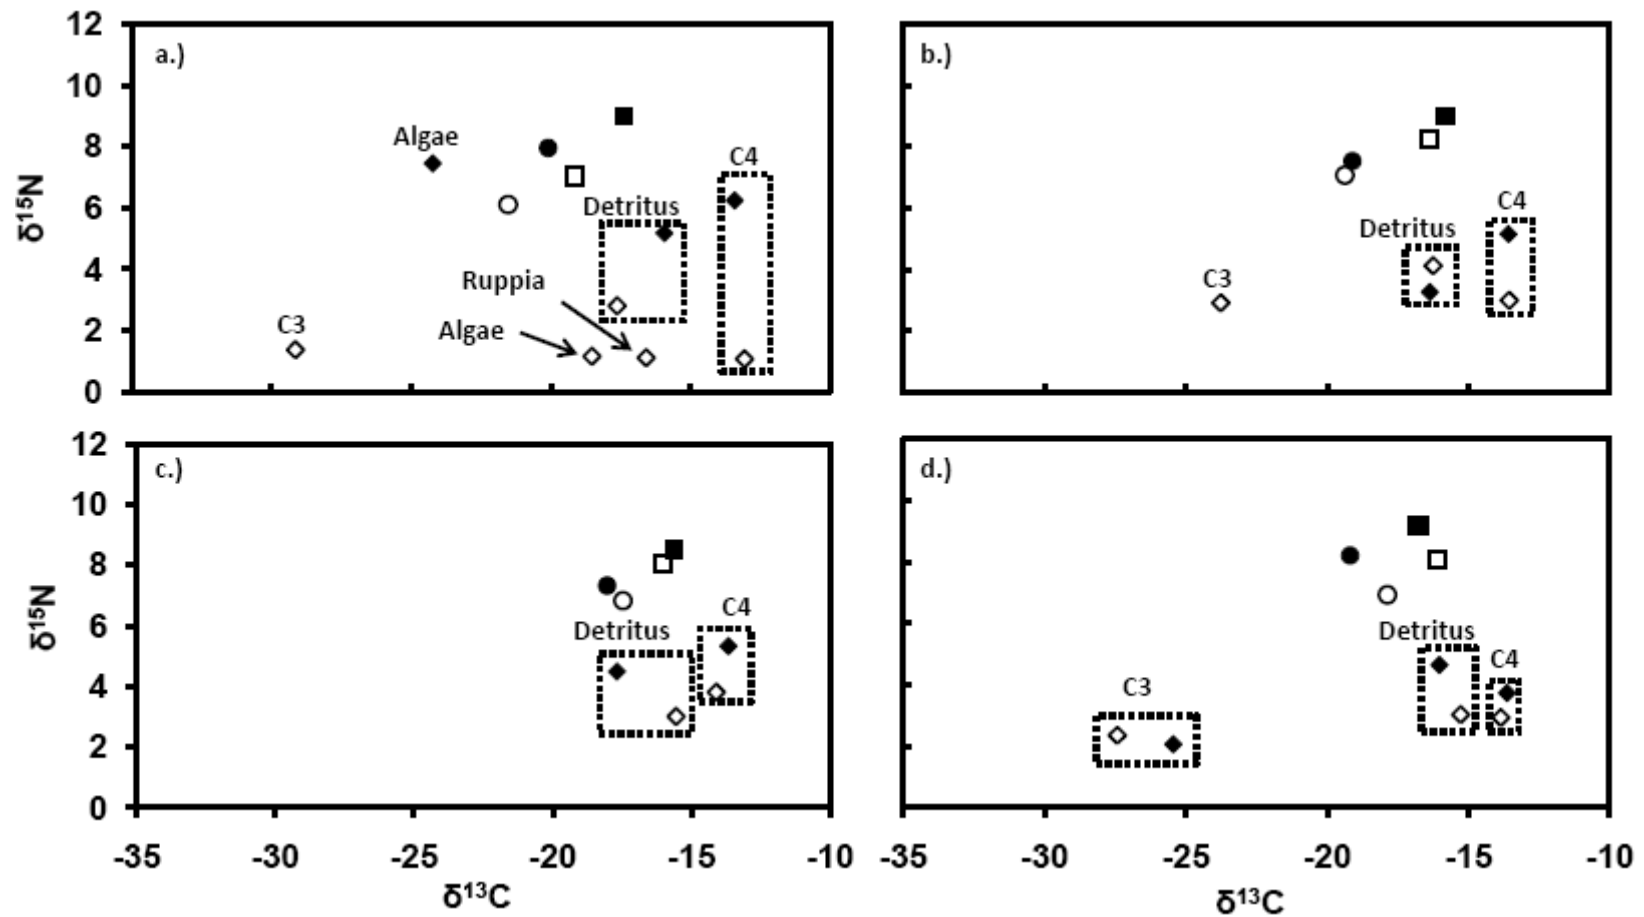 12
10
8
6
4
2
0
δ¹⁵N
a.)
Algae
C4
Detritus
Ruppia
Algae
C3
b.)
C4
Detritus
C3
12
10
8
6
4
2
0
δ¹⁵N
c.)
C4
Detritus
d.)
Detritus
C4
C3
-35 -30 -25 -20 -15 -10
δ¹³C
-35 -30 -25 -20 -15 -10
δ¹³C